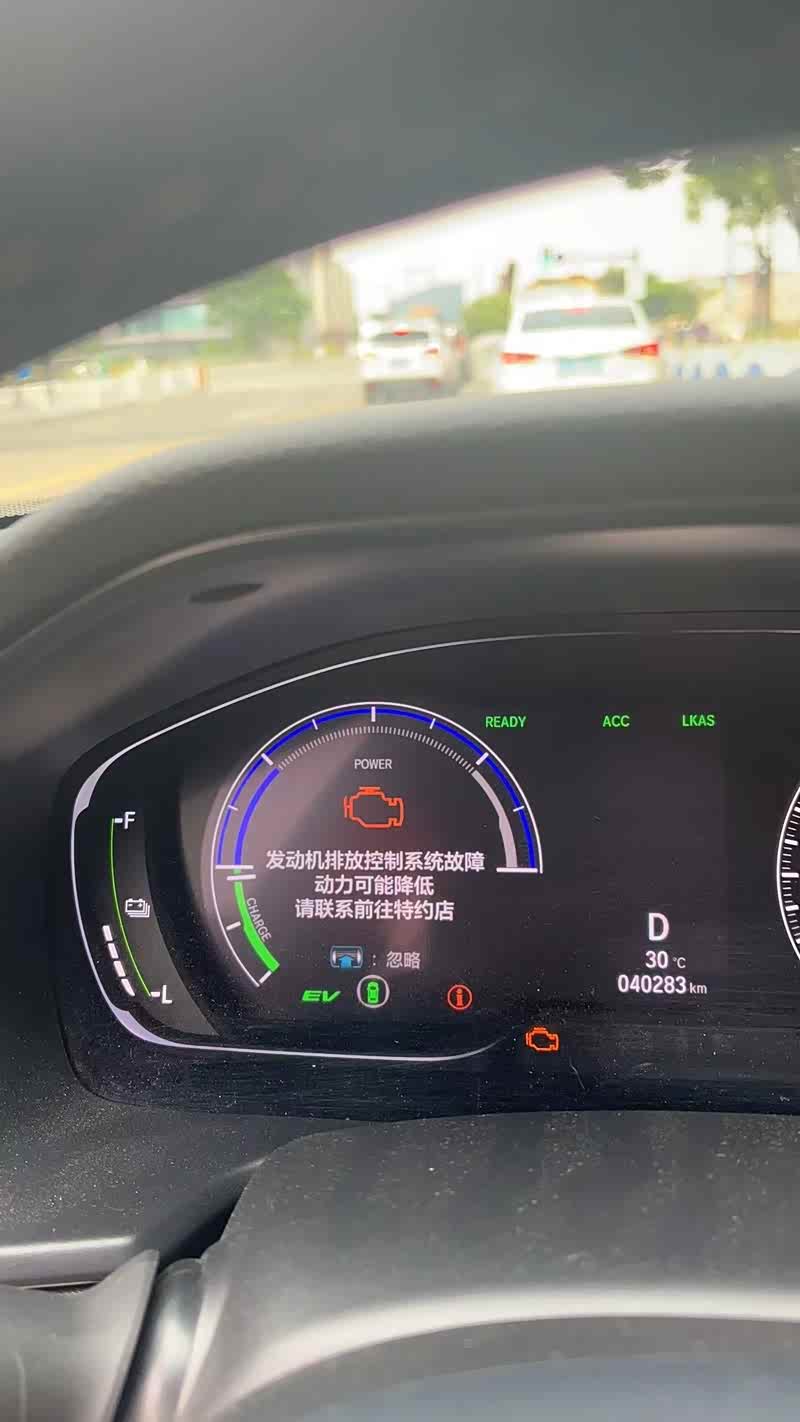 READY
ACC
LKAS
POWER
F
发动机排放控制系统故障
动力可能降低
请联系前往特约店
CHARGE
:忽略
D
30 °C
040283 km
L
EV